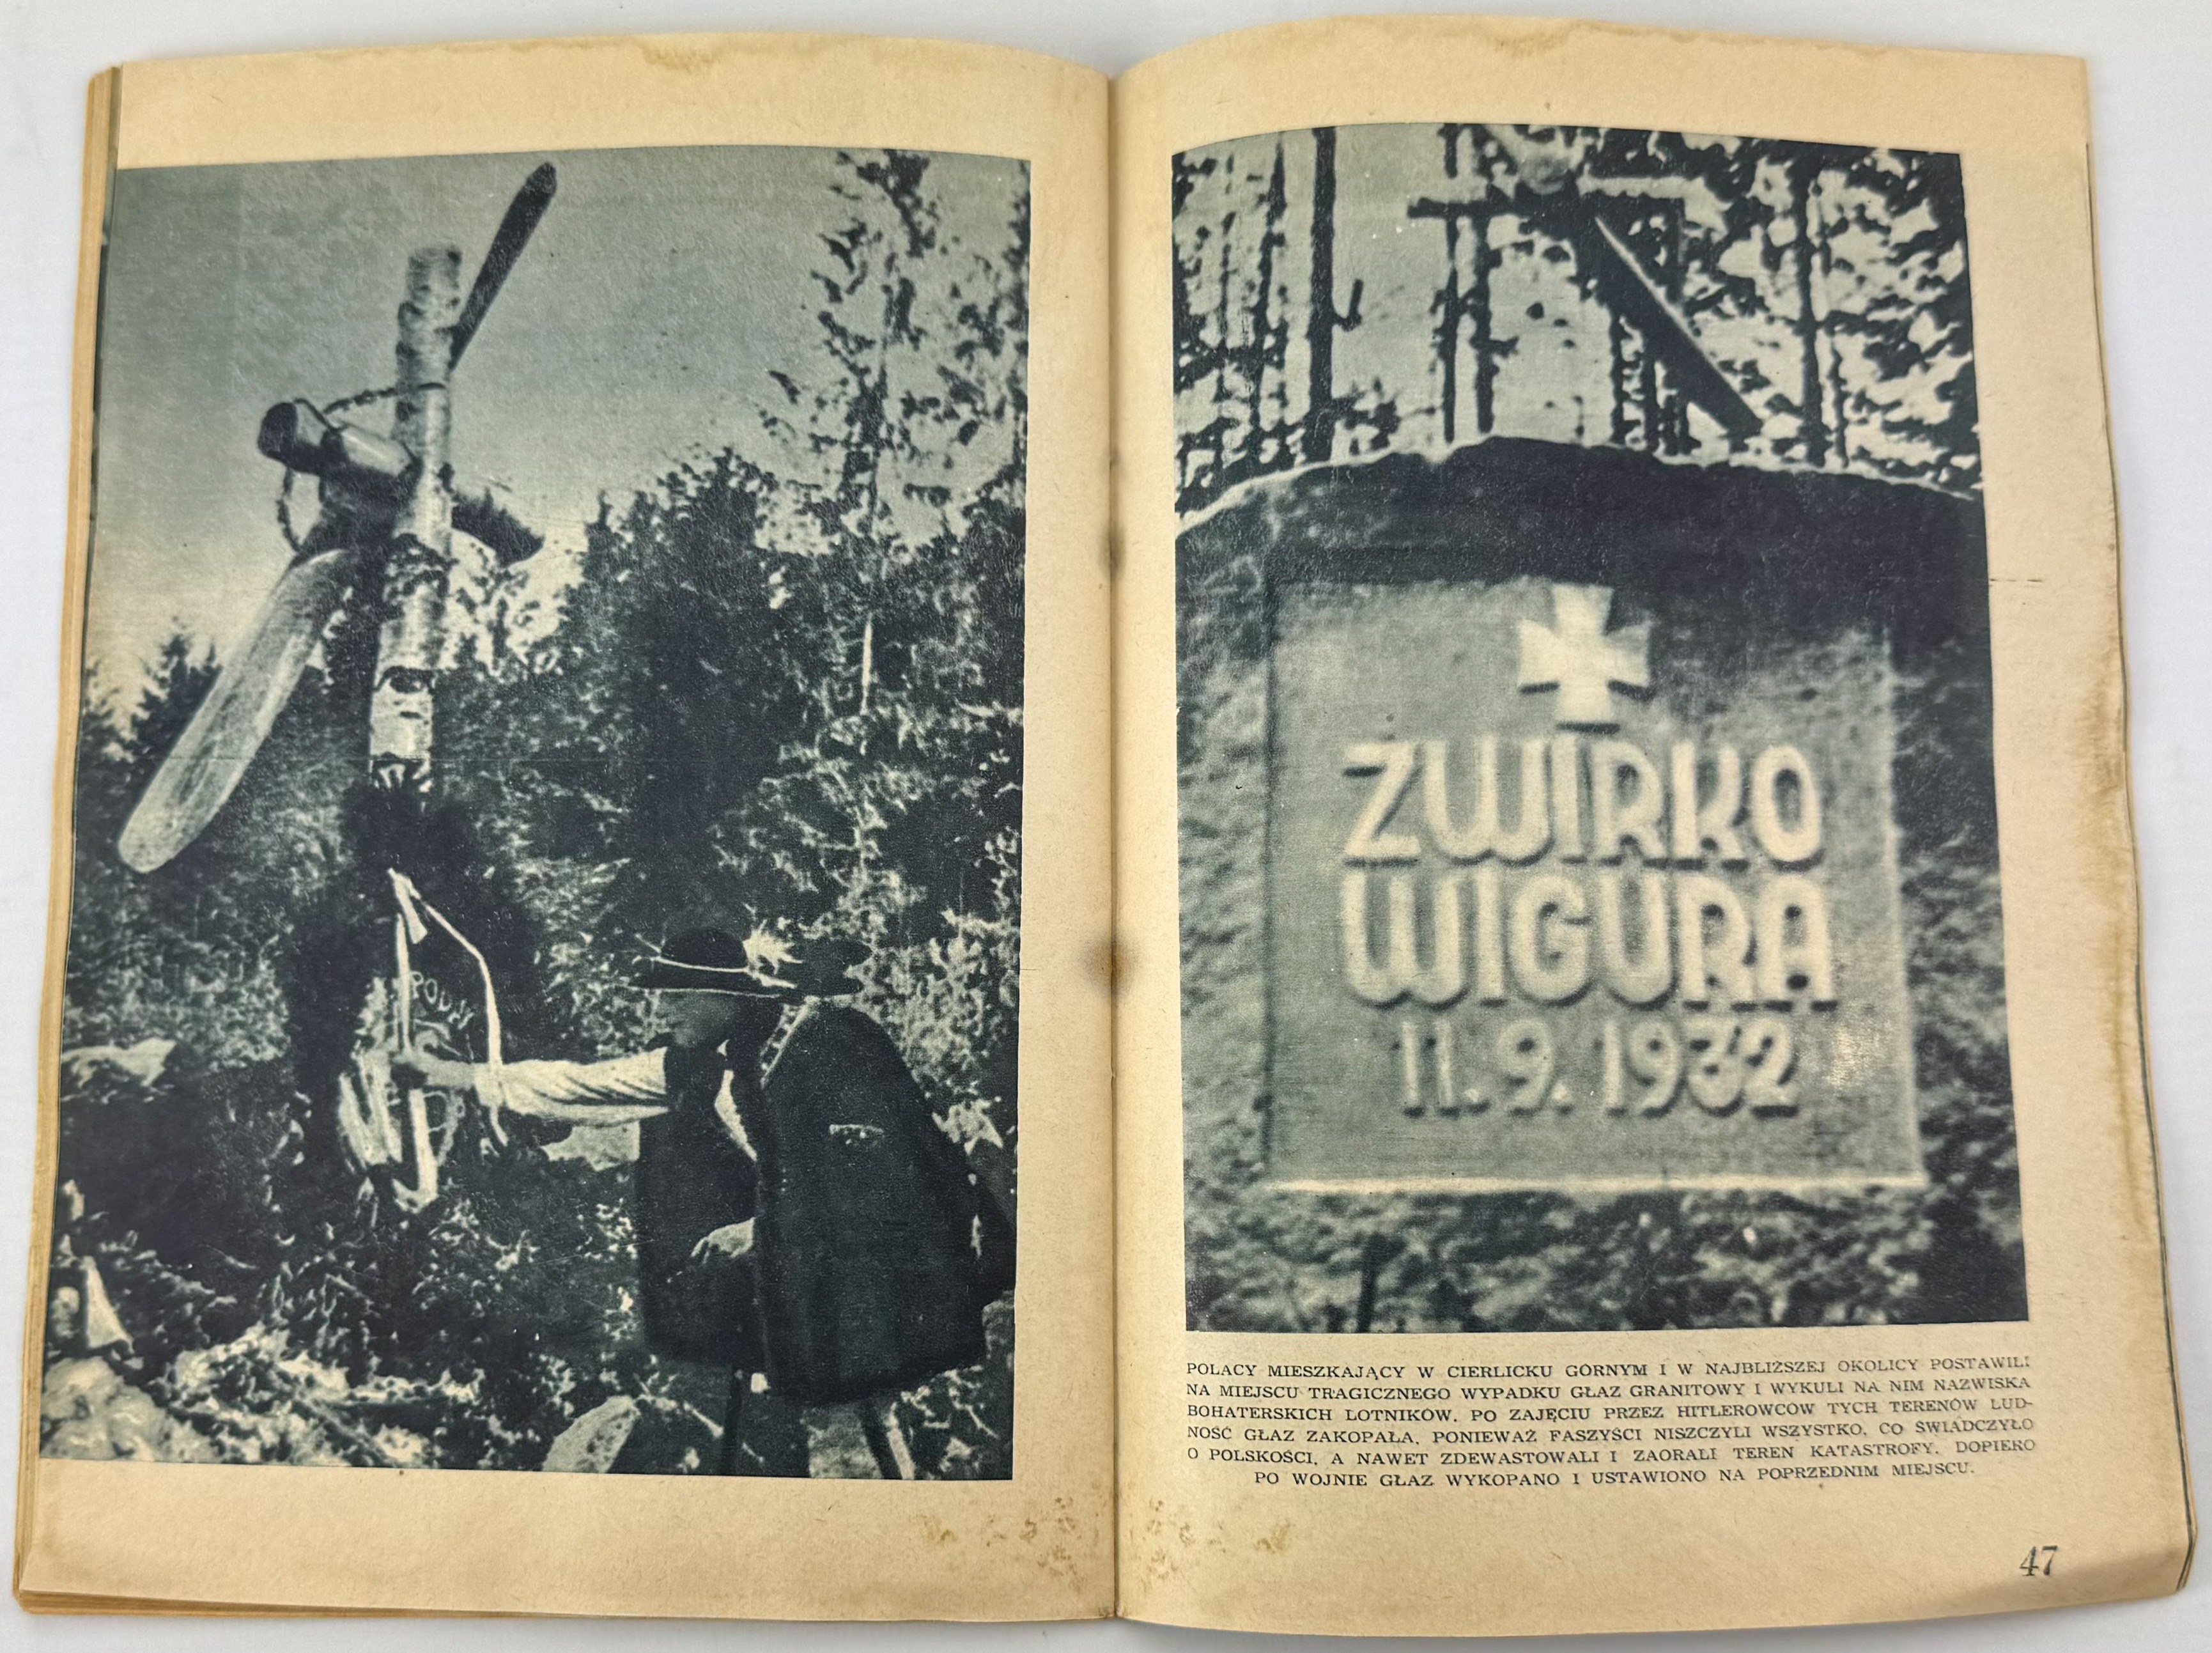 ZWIRKO
WIGURA
11. 9. 1932
POLACY MIESZKAJĄCY W CIERLICKU GÓRNYM I W NAJBLIŻSZEJ OKOLICY POSTAWILI
NA MIEJSCU TRAGICZNEGO WYPADKU GŁAZ GRANITOWY I WYKULI NA NIM NAZWISKA
BOHATERSKICH LOTNIKÓW. PO ZAJĘCIU PRZEZ HITLEROWCÓW TYCH TERENÓW LUD-
NOŚĆ GŁAZ ZAKOPAŁA, PONIEWAŻ FASZYŚCI NISZCZYLI WSZYSTKO, CO ŚWIADCZYŁO
O POLSKOŚCI, A NAWET ZDEWASTOWALI I ZAORALI TEREN KATASTROFY. DOPIERO
PO WOJNIE GŁAZ WYKOPANO I USTAWIONO NA POPRZEDNIM MIEJSCU.
47